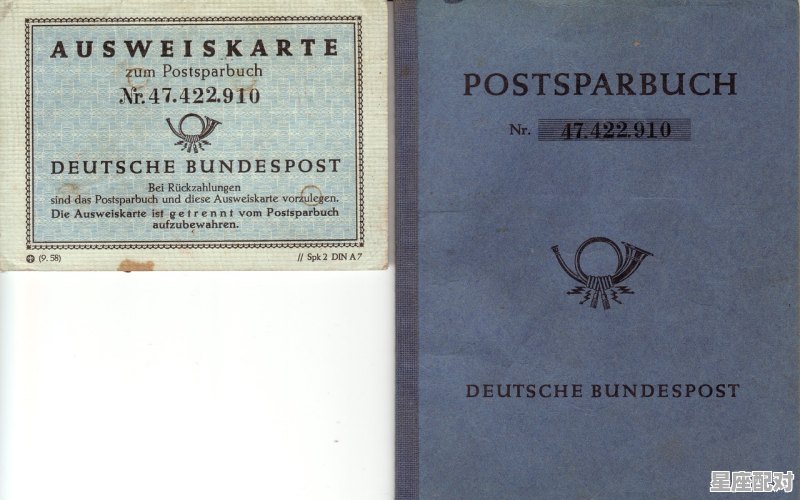 AUSWEISKARTE
zum Postsparbuch
Nr. 47.422.910
DEUTSCHE BUNDESPOST
Bei Rückzahlungen
sind das Postsparbuch und diese Ausweiskarte vorzulegen.
Die Ausweiskarte ist getrennt vom Postsparbuch
aufzubewahren.
(9. 58)
// Spk 2 DIN A 7
POSTSPARBUCH
Nr. 47.422.910
DEUTSCHE BUNDESPOST
星座配对